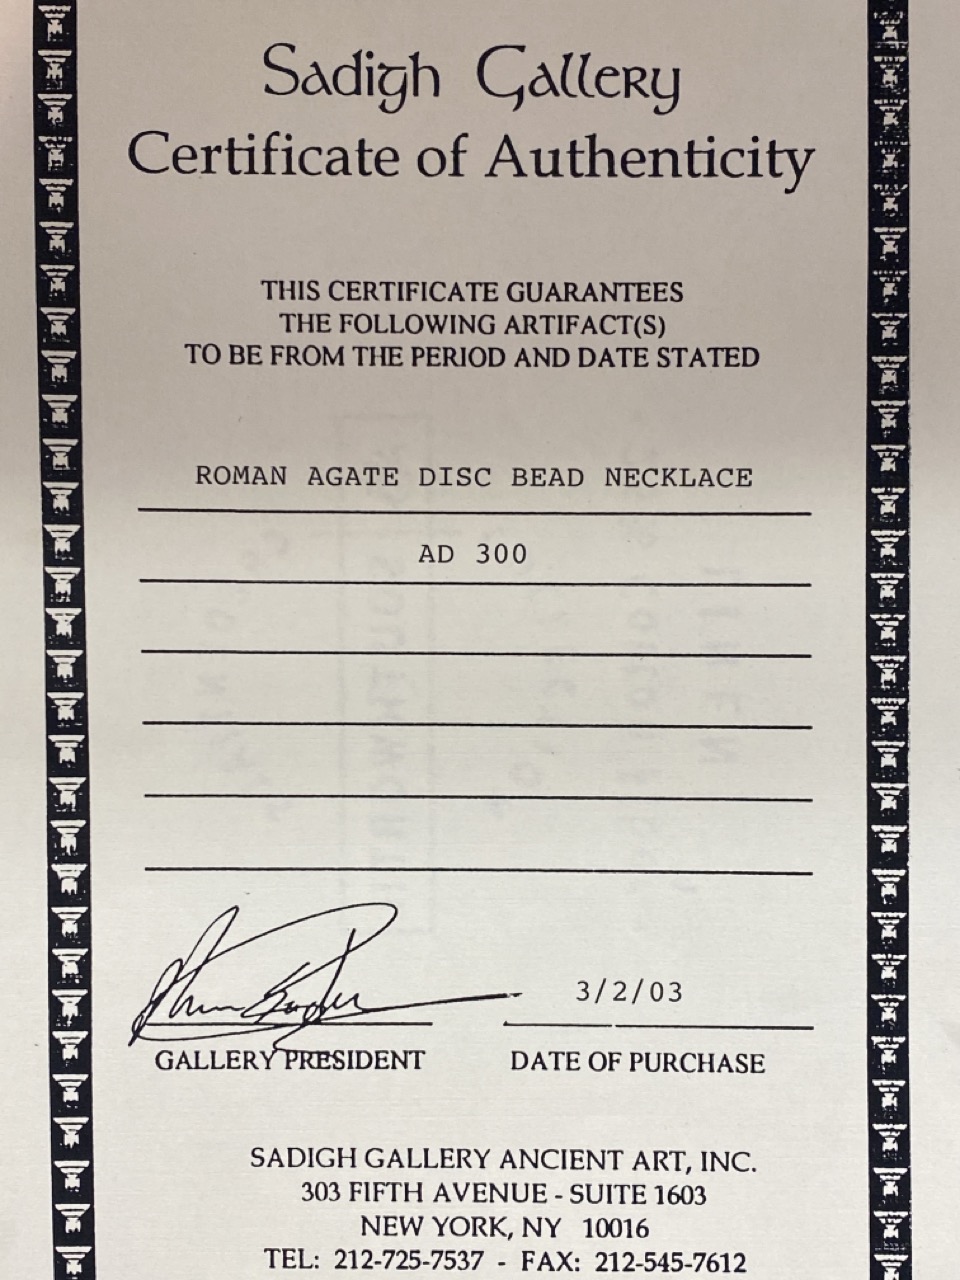 Sadigh Gallery
Certificate of Authenticity
THIS CERTIFICATE GUARANTEES
THE FOLLOWING ARTIFACT(S)
TO BE FROM THE PERIOD AND DATE STATED
ROMAN AGATE DISC BEAD NECKLACE
AD 300
3/2/03
GALLERY PRESIDENT DATE OF PURCHASE
SADIGH GALLERY ANCIENT ART, INC.
303 FIFTH AVENUE - SUITE 1603
NEW YORK, NY 10016
TEL: 212-725-7537 - FAX: 212-545-7612